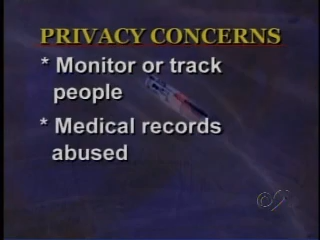 PRIVACY CONCERNS
* Monitor or track
people
* Medical records
abused